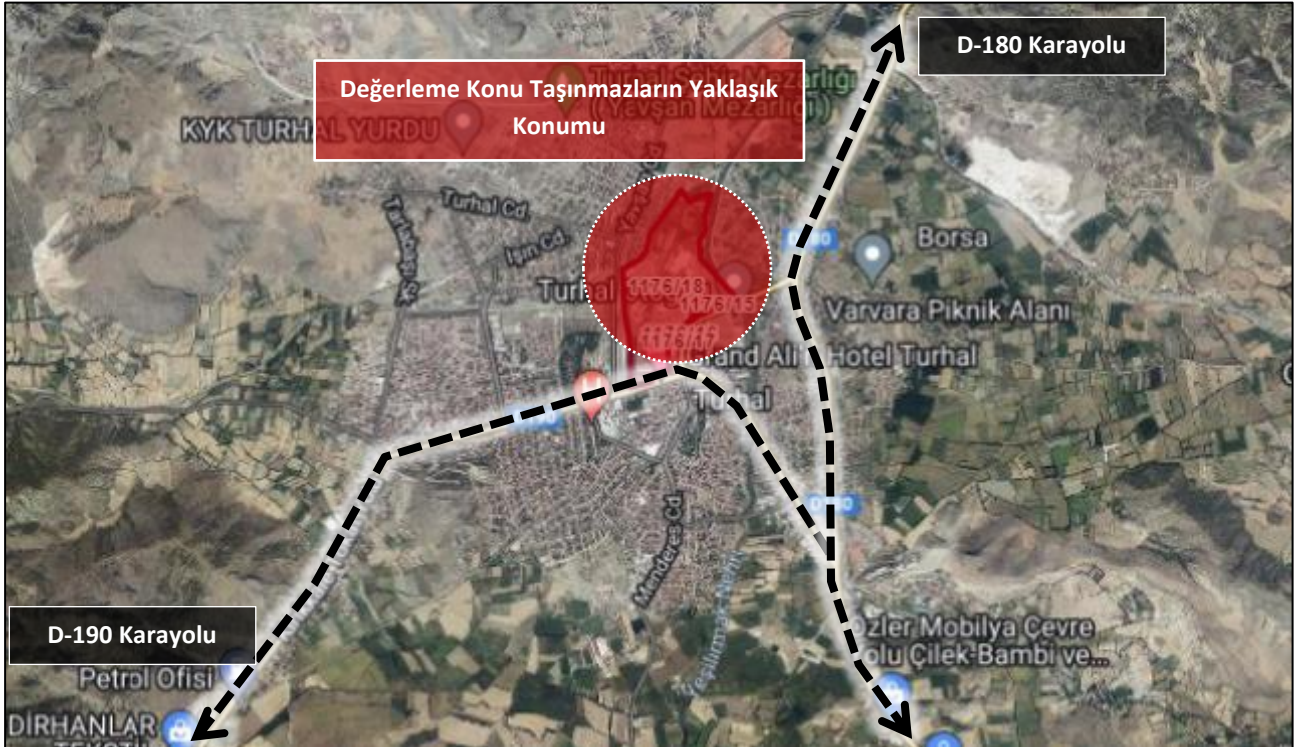 D-180 Karayolu
Değerleme Konu Taşınmazların Yaklaşık
Konumu
KYK TURHAL YURDU
Turhal Cd.
Işın Cd.
Borsa
Varvara Piknik Alanı
1176/18
1176/15
1176/17
Hotel Turhal
Turhal
Menderes Cd.
Yeşilırmak Nehri
D-190 Karayolu
Petrol Ofisi
DİRHANLAR
Özler Mobilya Çevre
Yolu Çilek-Bambi ve...